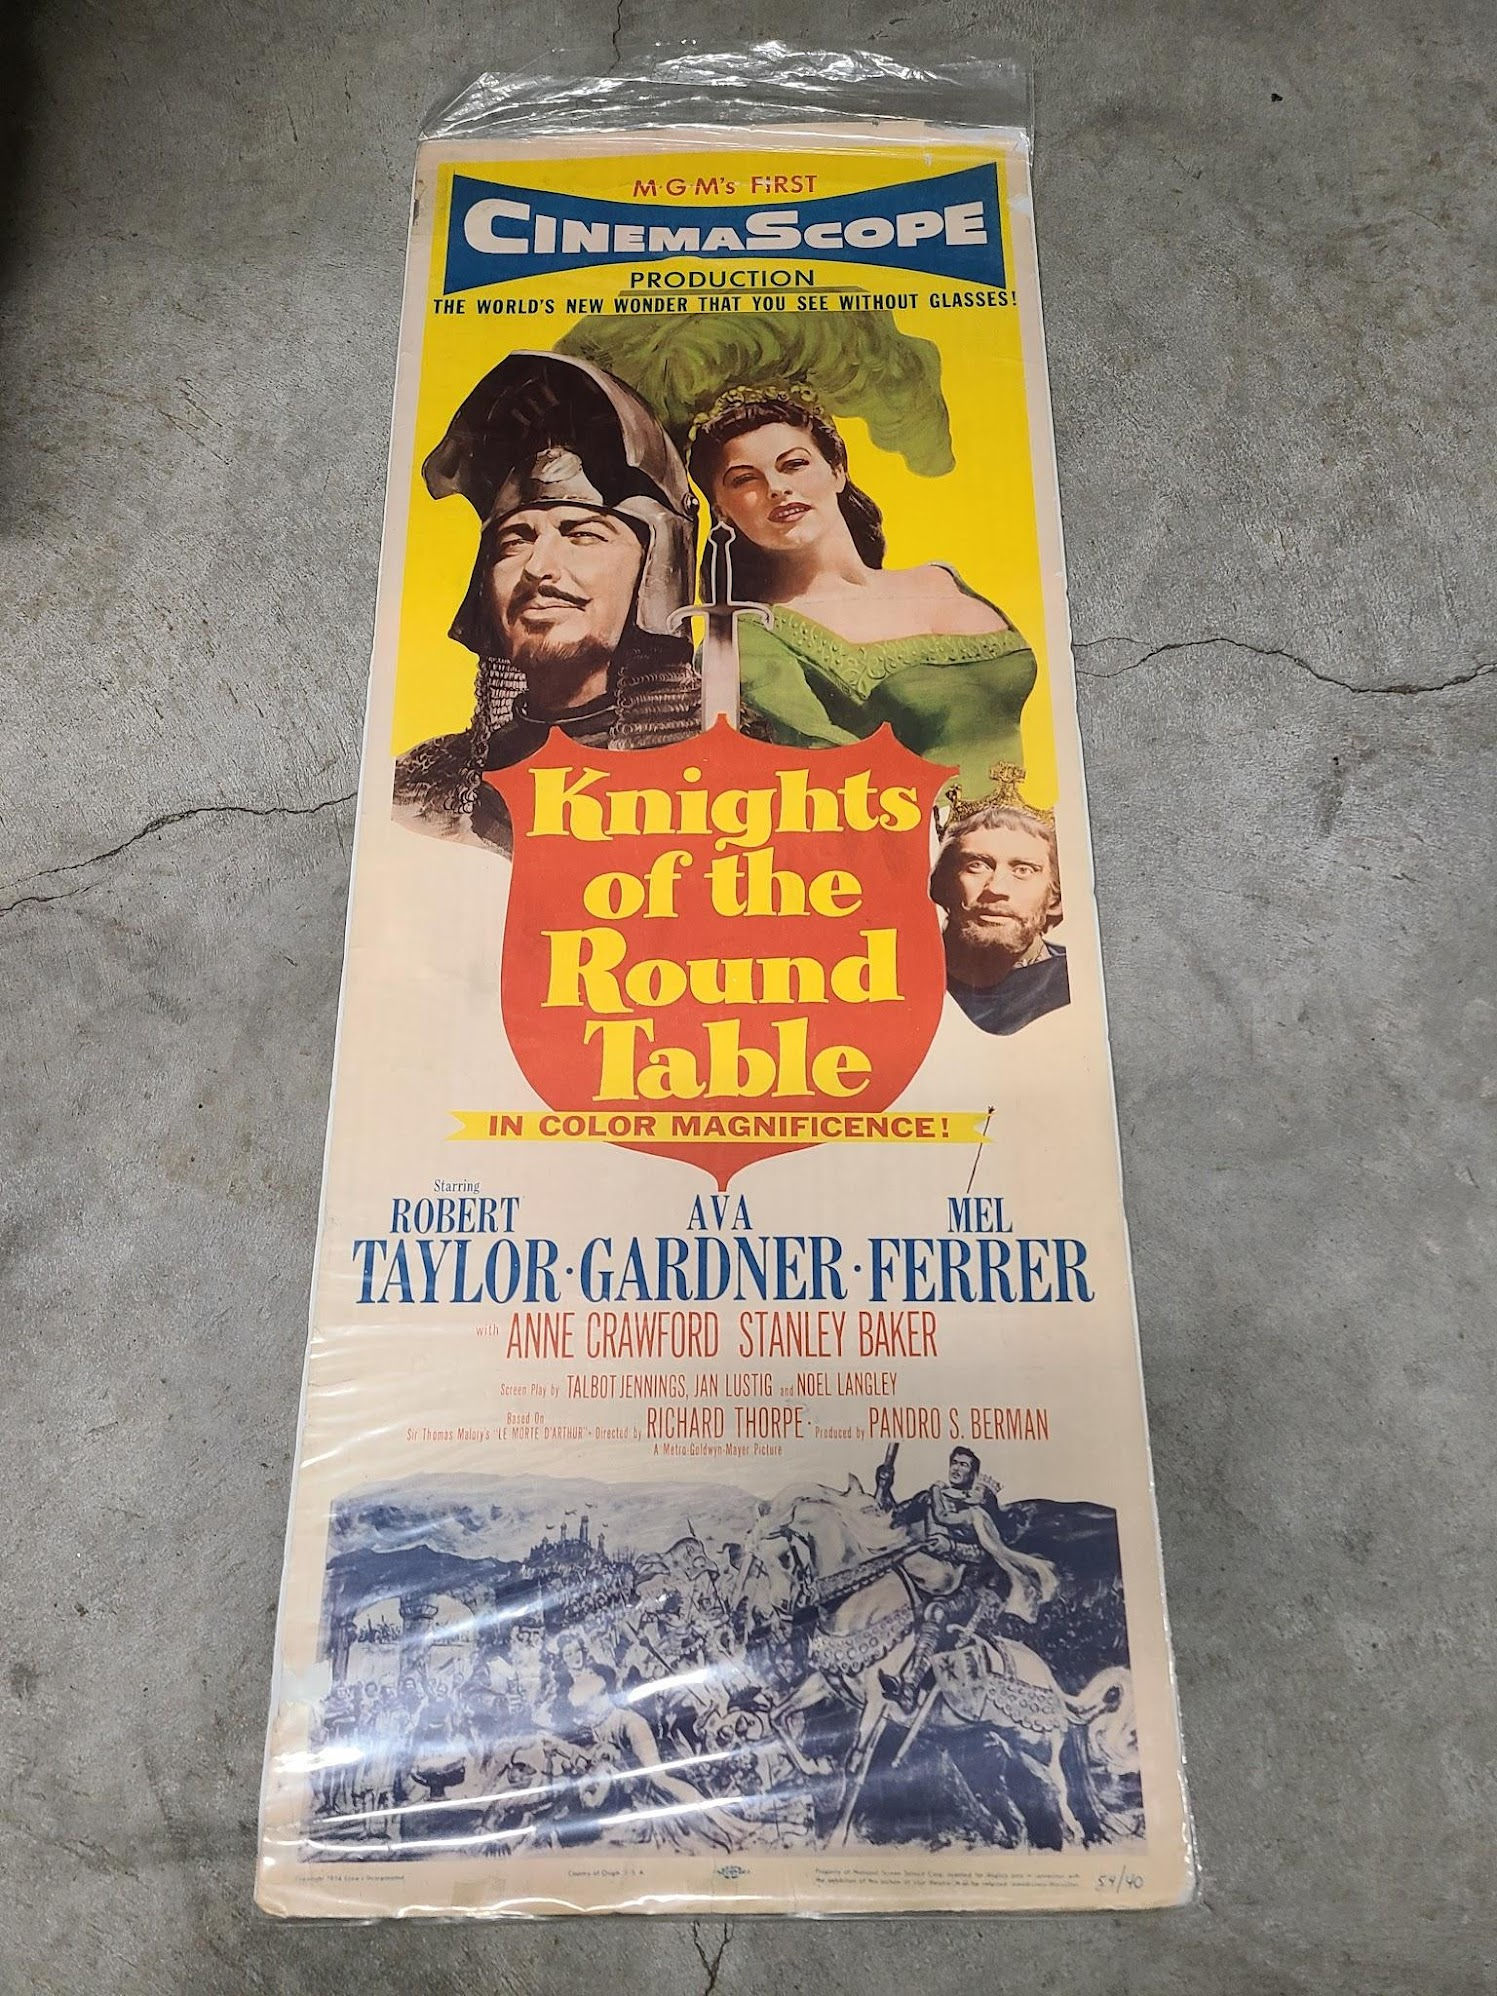 M·G·M's FIRST
CINEMASCOPE
PRODUCTION
THE WORLD'S NEW WONDER THAT YOU SEE WITHOUT GLASSES!
Knights
of the
Round
Table
IN COLOR MAGNIFICENCE!
Starring
ROBERT AVA MEL
TAYLOR · GARDNER · FERRER
with ANNE CRAWFORD STANLEY BAKER
Screen Play by TALBOT JENNINGS, JAN LUSTIG and NOEL LANGLEY
Based On
Sir Thomas Malory's "LE MORTE D'ARTHUR" · Directed by RICHARD THORPE · Produced by PANDRO S. BERMAN
A Metro-Goldwyn-Mayer Picture
Country of Origin U.S.A.
54/40